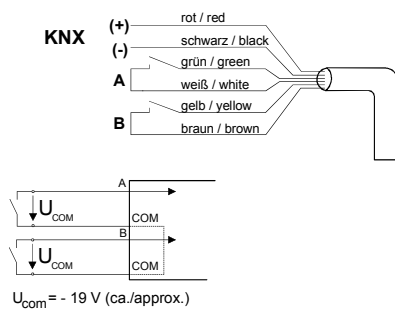 KNX
(+) rot / red
(-) schwarz / black
A
grün / green
weiß / white
B
gelb / yellow
braun / brown
A
U COM
COM
B
U COM
COM
Ucom = - 19 V (ca./approx.)